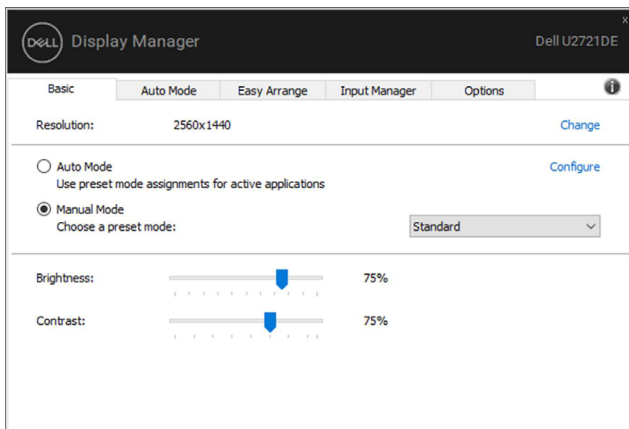 x
DELL Display Manager Dell U2721DE
Basic Auto Mode Easy Arrange Input Manager Options i
Resolution: 2560x1440 Change
Auto Mode Configure
Use preset mode assignments for active applications
Manual Mode
Choose a preset mode: Standard
Brightness: 75%
Contrast: 75%